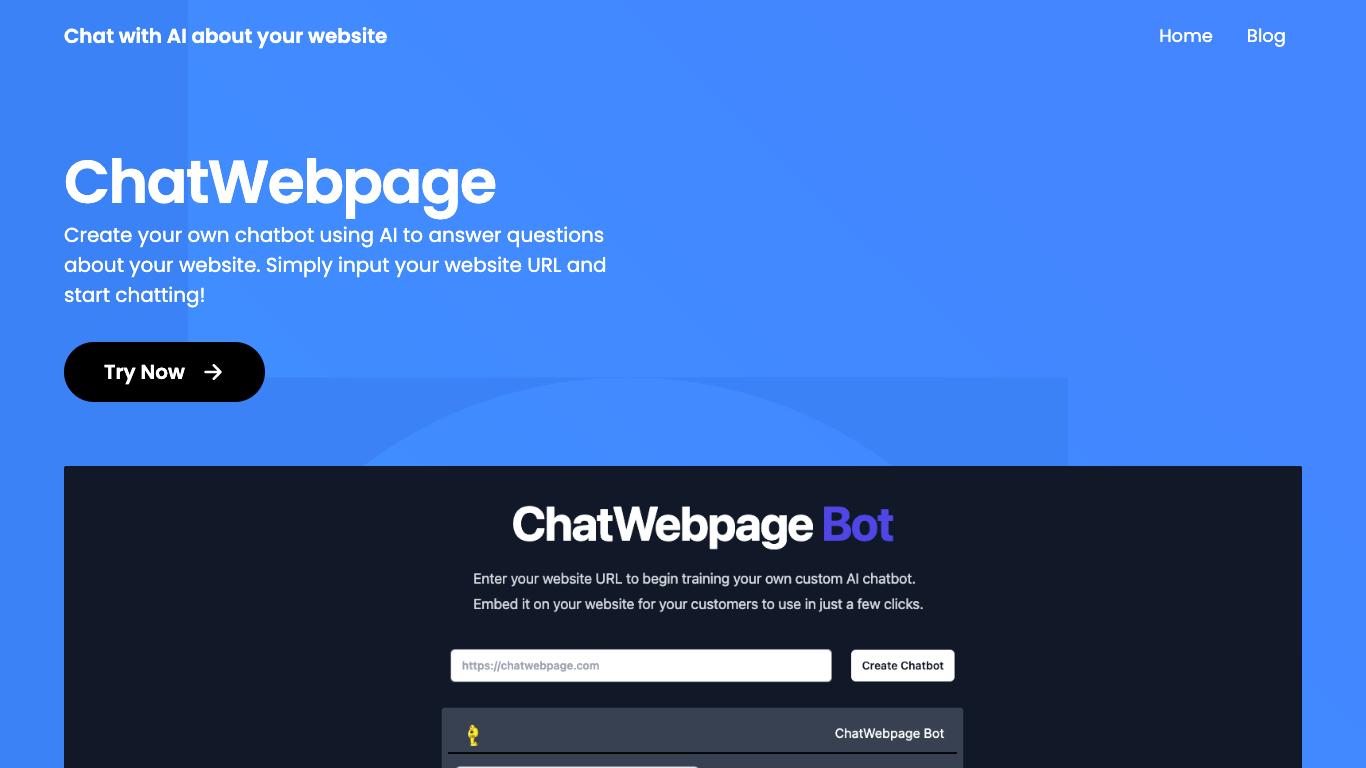 Chat with AI about your website
Home
Blog
ChatWebpage
Create your own chatbot using AI to answer questions
about your website. Simply input your website URL and
start chatting!
Try Now
ChatWebpage Bot
Enter your website URL to begin training your own custom AI chatbot.
Embed it on your website for your customers to use in just a few clicks.
https://chatwebpage.com
Create Chatbot
ChatWebpage Bot